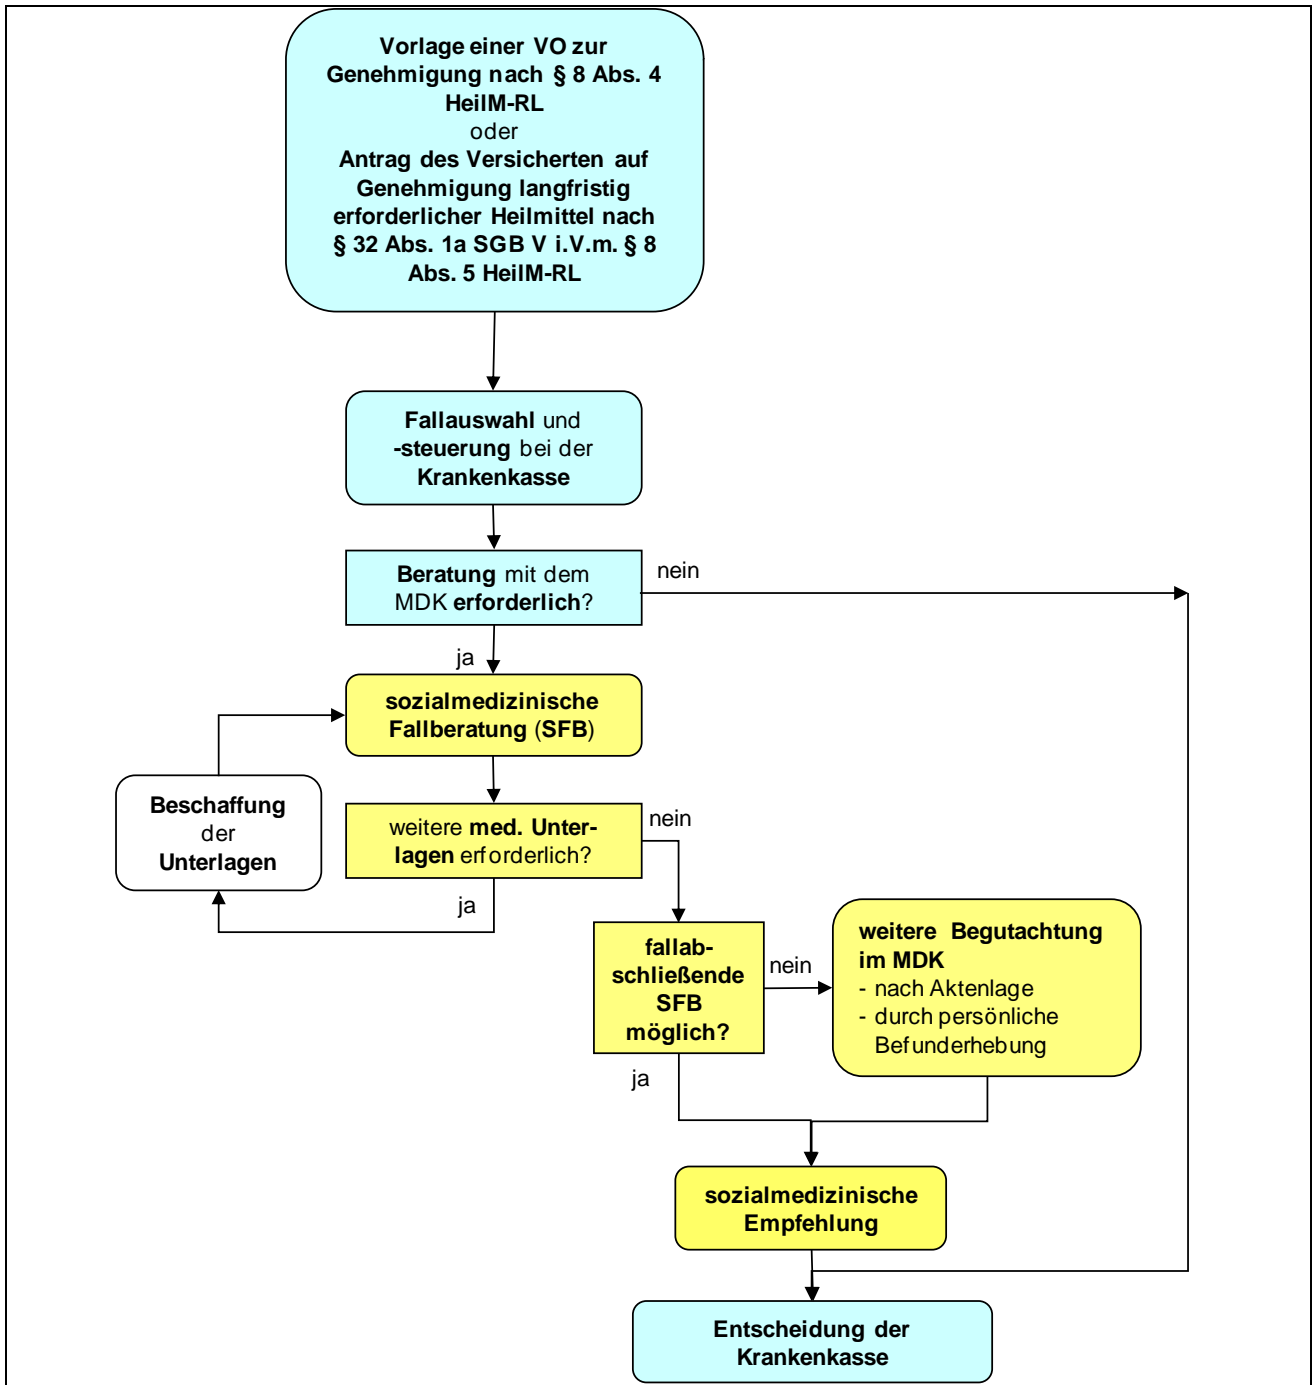 Vorlage einer VO zur
Genehmigung nach § 8 Abs. 4
HeilM-RL
oder
Antrag des Versicherten auf
Genehmigung langfristig
erforderlicher Heilmittel nach
§ 32 Abs. 1a SGB V i.V.m. § 8
Abs. 5 HeilM-RL
Fallauswahl und
-steuerung bei der
Krankenkasse
Beratung mit dem
MDK erforderlich?
nein
ja
sozialmedizinische
Fallberatung (SFB)
Beschaffung
der
Unterlagen
weitere med. Unter-
lagen erforderlich?
nein
ja
fallab-
schließende
SFB
möglich?
nein
ja
weitere Begutachtung
im MDK
- nach Aktenlage
- durch persönliche
Befunderhebung
sozialmedizinische
Empfehlung
Entscheidung der
Krankenkasse